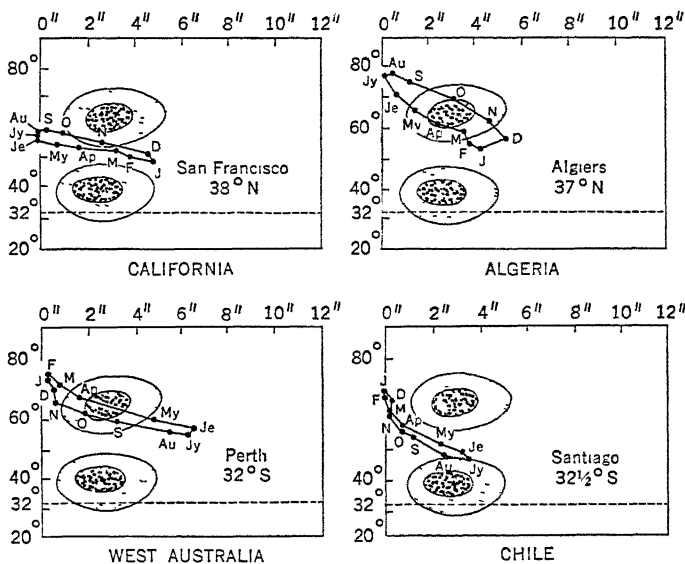 0" 2" 4" 6" 8" 10" 12"
80°
Au S O
Jy N D
Je My Ap M F J
San Francisco
38° N
40°
32°
20°
CALIFORNIA
0" 2" 4" 6" 8" 10" 12"
80°
Au
Jy S
Je O N
My Ap M D
60°
F J
Algiers
37° N
40°
32°
20°
ALGERIA
0" 2" 4" 6" 8" 10" 12"
80°
F
J M
D Ap
N My Je
60°
O S Au Jy
Perth
32° S
40°
32
20°
WEST AUSTRALIA
0" 2" 4" 6" 8" 10" 12"
80°
J
F D
M
N Ap
O My Je
S
Au Jy
Santiago
32½° S
40°
32
20°
CHILE